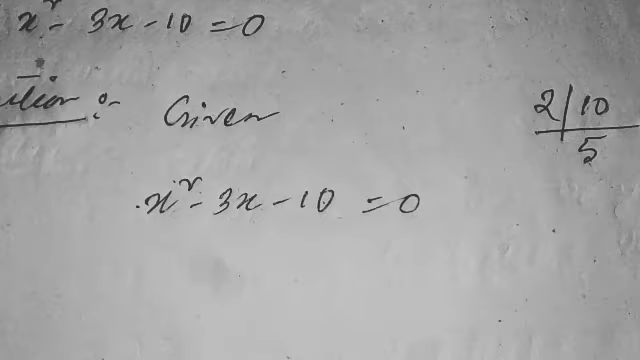 x² - 3x - 10 = 0
Given
2 | 10
5
x² - 3x - 10 = 0